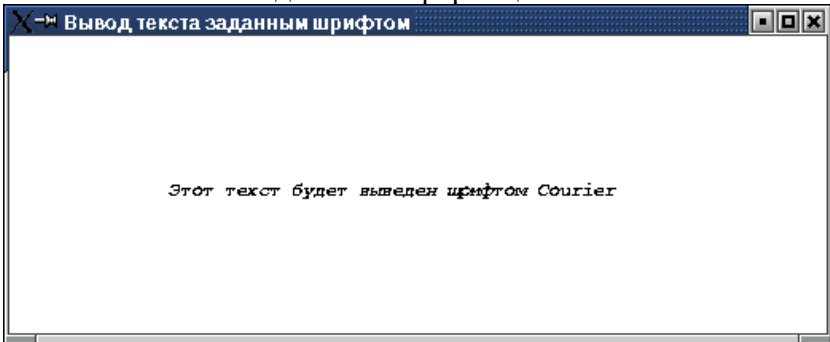 Вывод текста заданным шрифтом
Этот текст будет выведен шрифтом Courier